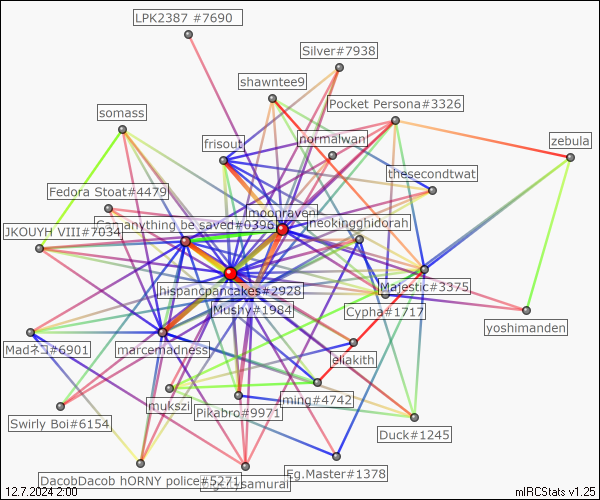 LPK2387 #7690
Silver#7938
shawntee9
Pocket Persona#3326
somass
normalwan
frisout
zebula
thesecondtwat
Fedora Stoat#4479
moonraven
Can anything be saved#0396
neokingghidorah
JKOUYH VIII#7034
hispancpancakes#2928
Majestic#3375
Mushy#1984
Cypha#1717
yoshimanden
Madネコ#6901
marcemadness
eliakith
mukszi
ming#4742
Pikabro#9971
Swirly Boi#6154
Duck#1245
DacobDacob hORNY police#5271
samurai
Eg.Master#1378
12.7.2024 2:00
mIRCStats v1.25